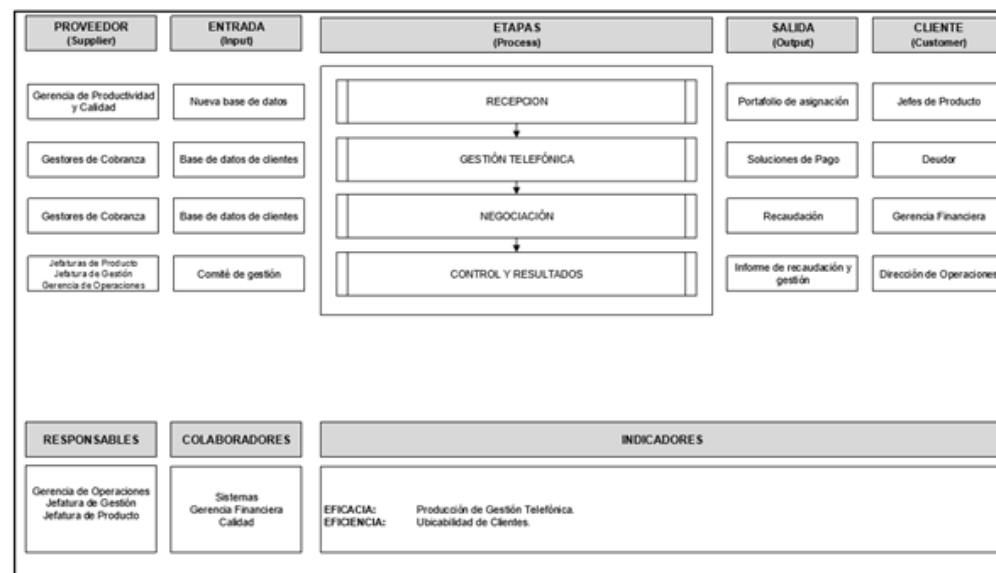 PROVEEDOR
(Supplier)
ENTRADA
(Input)
ETAPAS
(Process)
SALIDA
(Output)
CLIENTE
(Customer)
Gerencia de Productividad
y Calidad
Nueva base de datos
RECEPCION
Portafolio de asignación
Jefes de Producto
Gestores de Cobranza
Base de datos de clientes
GESTIÓN TELEFÓNICA
Soluciones de Pago
Deudor
Gestores de Cobranza
Base de datos de clientes
NEGOCIACIÓN
Recaudación
Gerencia Financiera
Jefaturas de Producto
Jefatura de Gestión
Gerencia de Operaciones
Comité de gestión
CONTROL Y RESULTADOS
Informe de recaudación y
gestión
Dirección de Operaciones
RESPONSABLES
COLABORADORES
INDICADORES
Gerencia de Operaciones
Jefatura de Gestión
Jefatura de Producto
Sistemas
Gerencia Financiera
Calidad
EFICACIA: Producción de Gestión Telefónica.
EFICIENCIA: Ubicabilidad de Clientes.